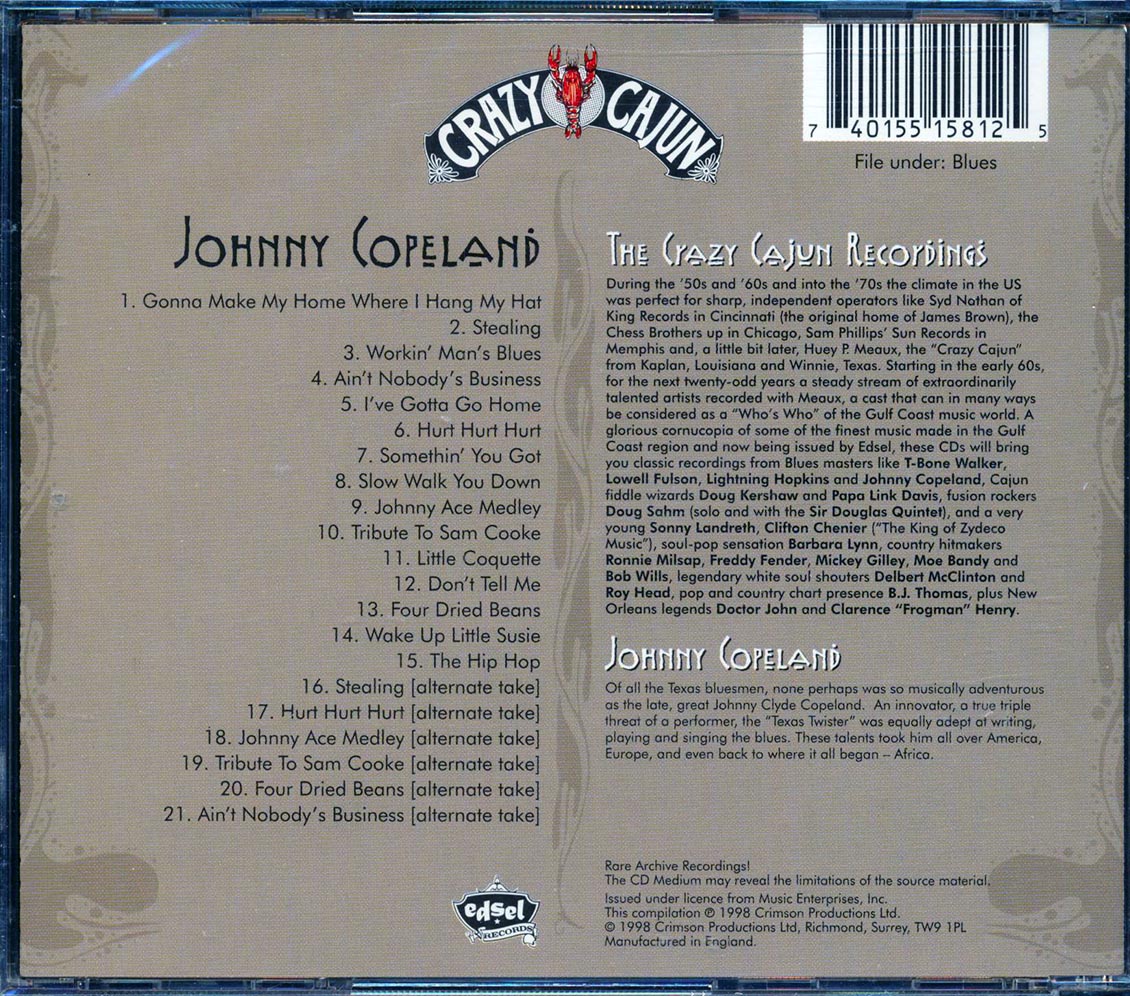 CRAZY CAJUN
7 40155 15812 5
File under: Blues
JOHNNY COPELAND
1. Gonna Make My Home Where I Hang My Hat
2. Stealing
3. Workin' Man's Blues
4. Ain't Nobody's Business
5. I've Gotta Go Home
6. Hurt Hurt Hurt
7. Somethin' You Got
8. Slow Walk You Down
9. Johnny Ace Medley
10. Tribute To Sam Cooke
11. Little Coquette
12. Don't Tell Me
13. Four Dried Beans
14. Wake Up Little Susie
15. The Hip Hop
16. Stealing [alternate take]
17. Hurt Hurt Hurt [alternate take]
18. Johnny Ace Medley [alternate take]
19. Tribute To Sam Cooke [alternate take]
20. Four Dried Beans [alternate take]
21. Ain't Nobody's Business [alternate take]
edsel
RECORDS
THE CRAZY CAJUN RECORDINGS
During the '50s and '60s and into the '70s the climate in the US
was perfect for sharp, independent operators like Syd Nathan of
King Records in Cincinnati (the original home of James Brown), the
Chess Brothers up in Chicago, Sam Phillips' Sun Records in
Memphis and, a little bit later, Huey P. Meaux, the "Crazy Cajun"
from Kaplan, Louisiana and Winnie, Texas. Starting in the early 60s,
for the next twenty-odd years a steady stream of extraordinarily
talented artists recorded with Meaux, a cast that can in many ways
be considered as a "Who's Who" of the Gulf Coast music world. A
glorious cornucopia of some of the finest music made in the Gulf
Coast region and now being issued by Edsel, these CDs will bring
you classic recordings from Blues masters like T-Bone Walker,
Lowell Fulson, Lightning Hopkins and Johnny Copeland, Cajun
fiddle wizards Doug Kershaw and Papa Link Davis, fusion rockers
Doug Sahm (solo and with the Sir Douglas Quintet), and a very
young Sonny Landreth, Clifton Chenier ("The King of Zydeco
Music"), soul-pop sensation Barbara Lynn, country hitmakers
Ronnie Milsap, Freddy Fender, Mickey Gilley, Moe Bandy and
Bob Wills, legendary white soul shouters Delbert McClinton and
Roy Head, pop and country chart presence B.J. Thomas, plus New
Orleans legends Doctor John and Clarence "Frogman" Henry.
JOHNNY COPELAND
Of all the Texas bluesmen, none perhaps was so musically adventurous
as the late, great Johnny Clyde Copeland. An innovator, a true triple
threat of a performer, the "Texas Twister" was equally adept at writing,
playing and singing the blues. These talents took him all over America,
Europe, and even back to where it all began – Africa.
Rare Archive Recordings!
The CD Medium may reveal the limitations of the source material.
Issued under licence from Music Enterprises, Inc.
This compilation ℗ 1998 Crimson Productions Ltd.
© 1998 Crimson Productions Ltd, Richmond, Surrey, TW9 1PL
Manufactured in England.